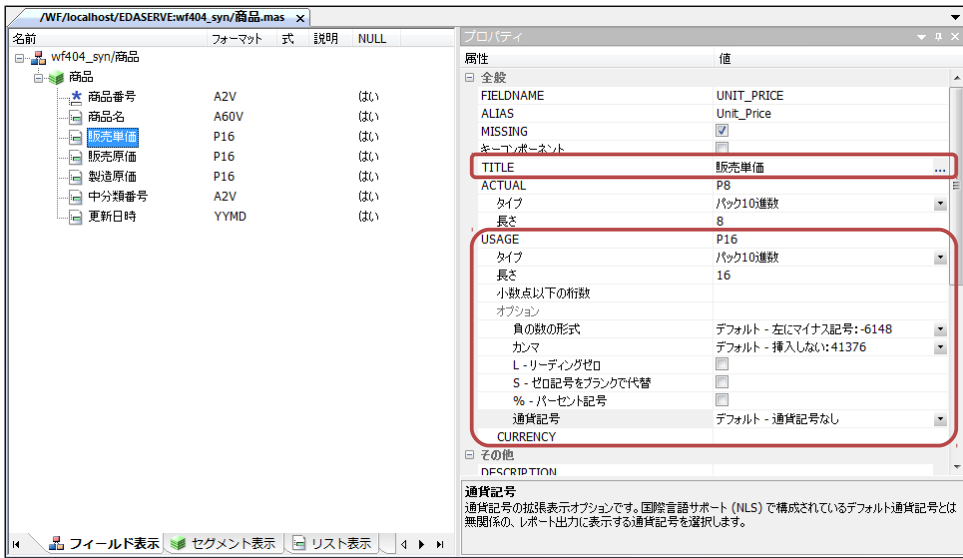 /WF/localhost/EDASERVE:wf404_syn/商品.mas x
名前 フォーマット 式 説明 NULL
wf404_syn/商品
商品
商品番号 A2V (はい)
商品名 A60V (はい)
販売単価 P16 (はい)
販売原価 P16 (はい)
製造原価 P16 (はい)
中分類番号 A2V (はい)
更新日時 YYMD (はい)
フィールド表示 セグメント表示 リスト表示
プロパティ
属性 値
全般
FIELDNAME UNIT_PRICE
ALIAS Unit_Price
MISSING
キーコンポーネント
TITLE 販売単価 ...
ACTUAL P8
タイプ パック10進数
長さ 8
USAGE P16
タイプ パック10進数
長さ 16
小数点以下の桁数
オプション
負の数の形式 デフォルト - 左にマイナス記号:-6148
カンマ デフォルト - 挿入しない:41376
L - リーディングゼロ
S - ゼロ記号をブランクで代替
% - パーセント記号
通貨記号 デフォルト - 通貨記号なし
CURRENCY
その他
DESCRIPTION
通貨記号
通貨記号の拡張表示オプションです。国際言語サポート (NLS) で構成されているデフォルト通貨記号とは
無関係の、レポート出力に表示する通貨記号を選択します。